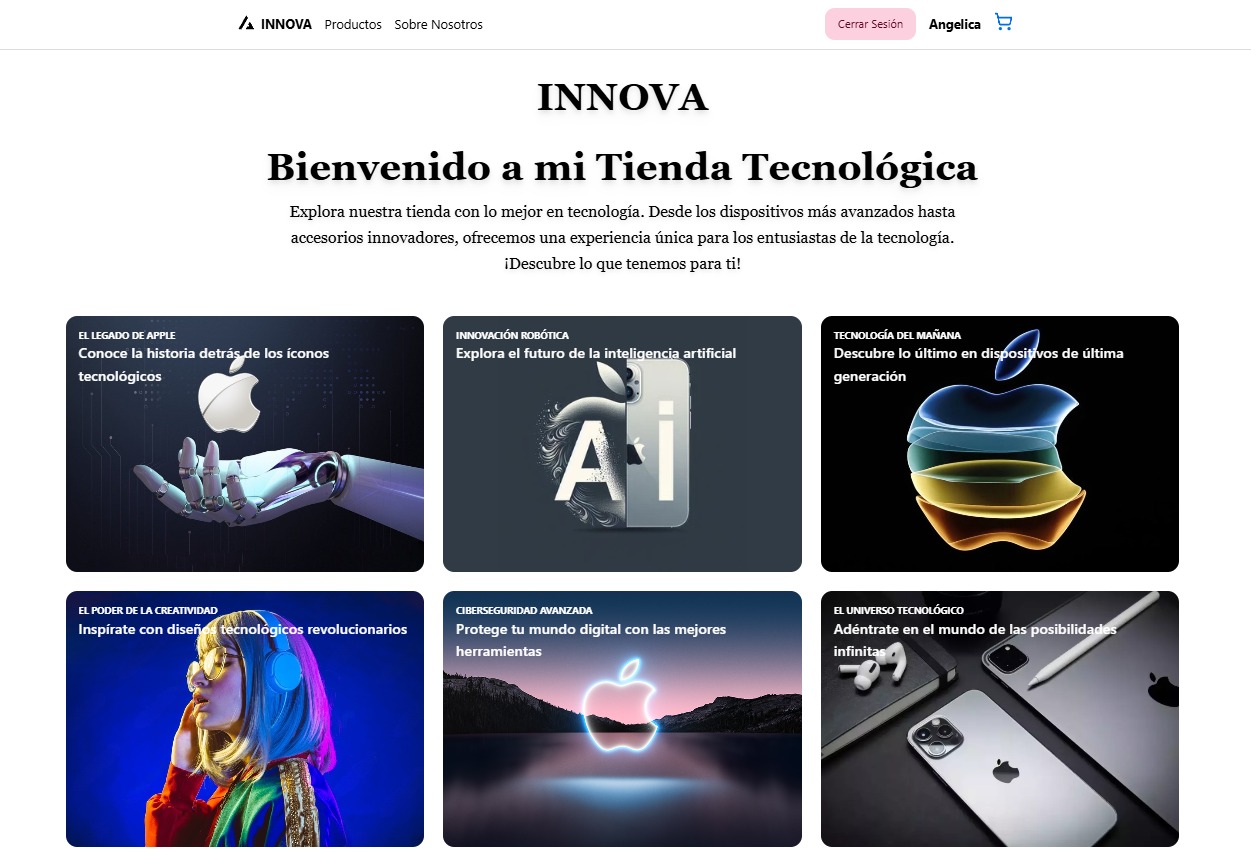 INNOVA Productos Sobre Nosotros Cerrar Sesión Angelica
INNOVA
Bienvenido a mi Tienda Tecnológica
Explora nuestra tienda con lo mejor en tecnología. Desde los dispositivos más avanzados hasta
accesorios innovadores, ofrecemos una experiencia única para los entusiastas de la tecnología.
¡Descubre lo que tenemos para ti!
EL LEGADO DE APPLE
Conoce la historia detrás de los íconos
tecnológicos
INNOVACIÓN ROBÓTICA
Explora el futuro de la inteligencia artificial
Ai
TECNOLOGÍA DEL MAÑANA
Descubre lo último en dispositivos de última
generación
EL PODER DE LA CREATIVIDAD
Inspírate con diseños tecnológicos revolucionarios
CIBERSEGURIDAD AVANZADA
Protege tu mundo digital con las mejores
herramientas
EL UNIVERSO TECNOLÓGICO
Adéntrate en el mundo de las posibilidades
infinitas